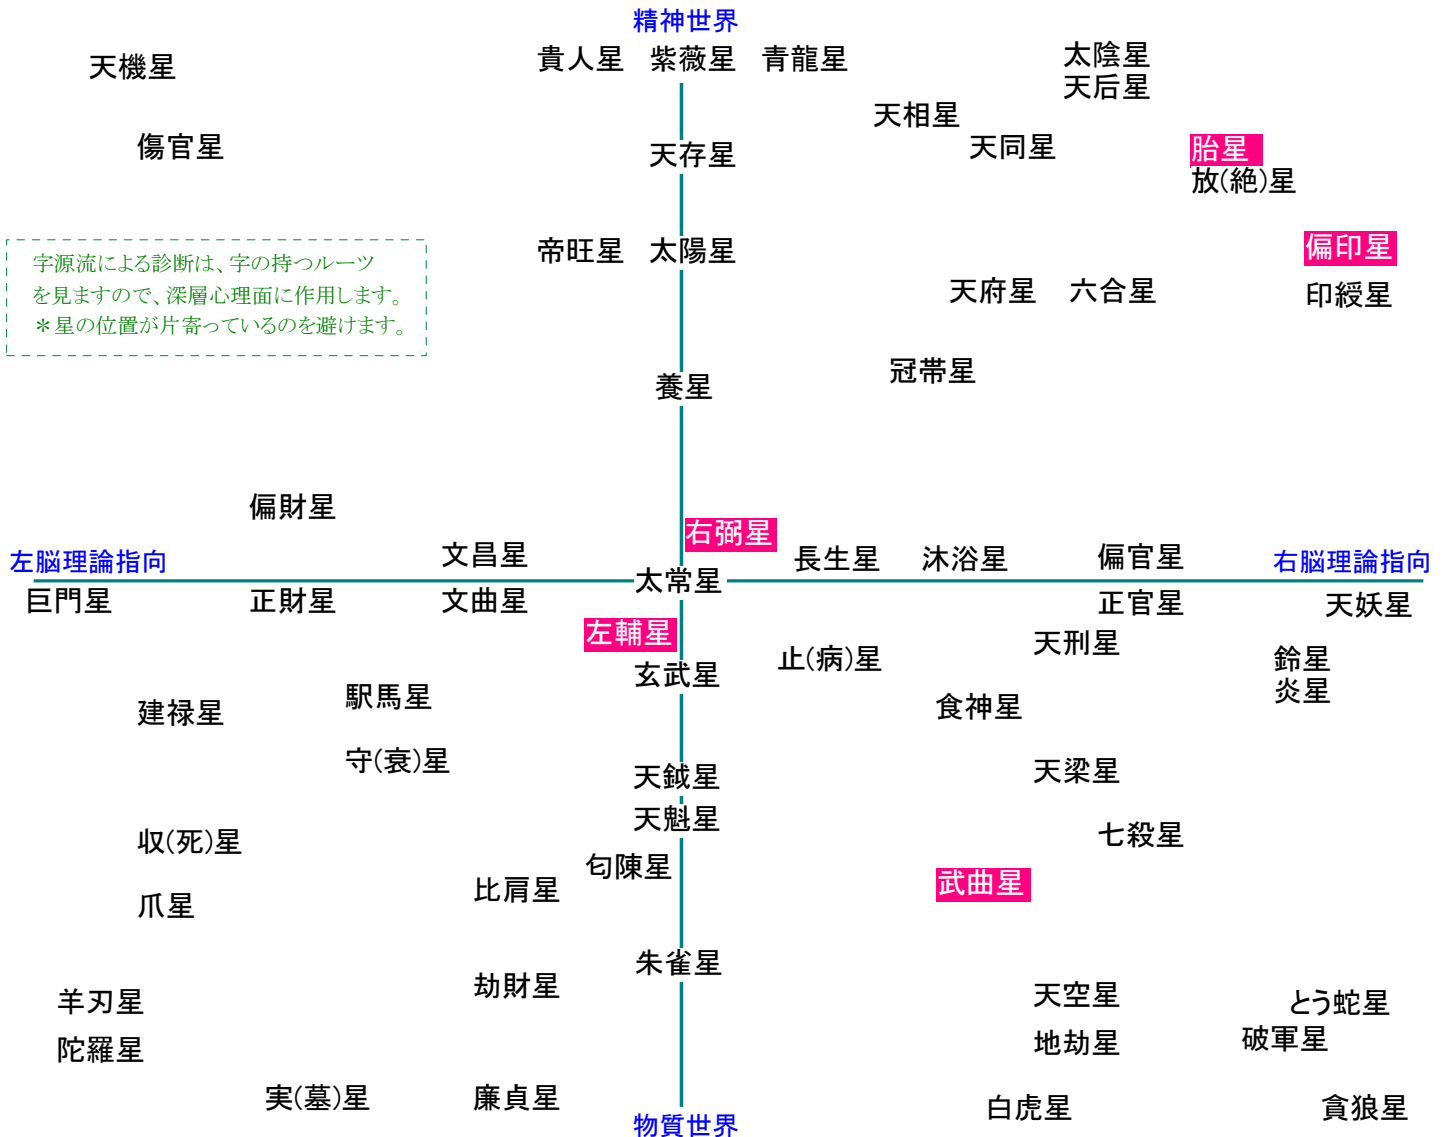 精神世界
天機星
貴人星 紫薇星 青龍星
太陰星
天后星
天相星
傷官星
天存星
天同星
胎星
放(絶)星
帝旺星 太陽星
偏印星
字源流による診断は、字の持つルーツ
を見ますので、深層心理面に作用します。
＊星の位置が片寄っているのを避けます。
天府星 六合星
印綬星
冠帯星
養星
偏財星
右弼星
左脳理論指向
文昌星
長生星 沐浴星 偏官星
右脳理論指向
太常星
巨門星 正財星 文曲星
正官星 天妖星
左輔星
天刑星
玄武星
止(病)星
鈴星
炎星
駅馬星
建禄星
食神星
守(衰)星
天鉞星
天梁星
天魁星
収(死)星
七殺星
匂陳星
比肩星
武曲星
爪星
朱雀星
劫財星
天空星
羊刃星
とう蛇星
陀羅星
地劫星
破軍星
実(墓)星 廉貞星
白虎星 貪狼星
物質世界